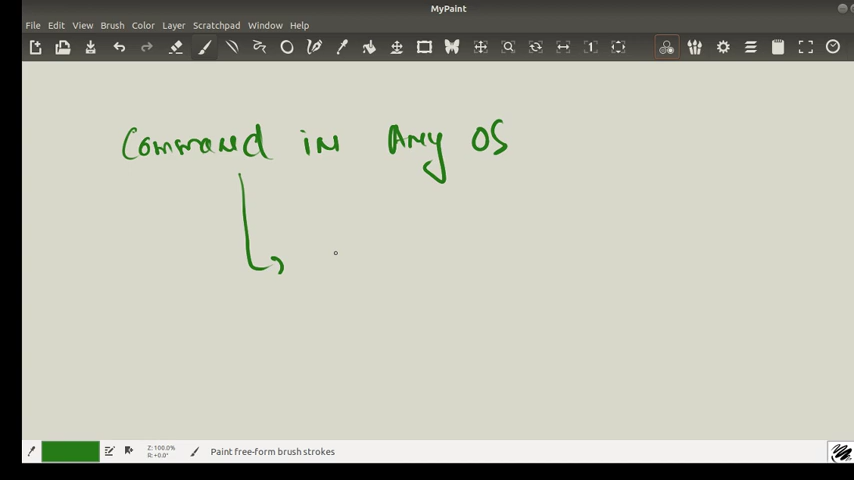 MyPaint
File Edit View Brush Color Layer Scratchpad Window Help
1
Command in Any OS
Z: 100.0%
R: +0.0°
Paint free-form brush strokes